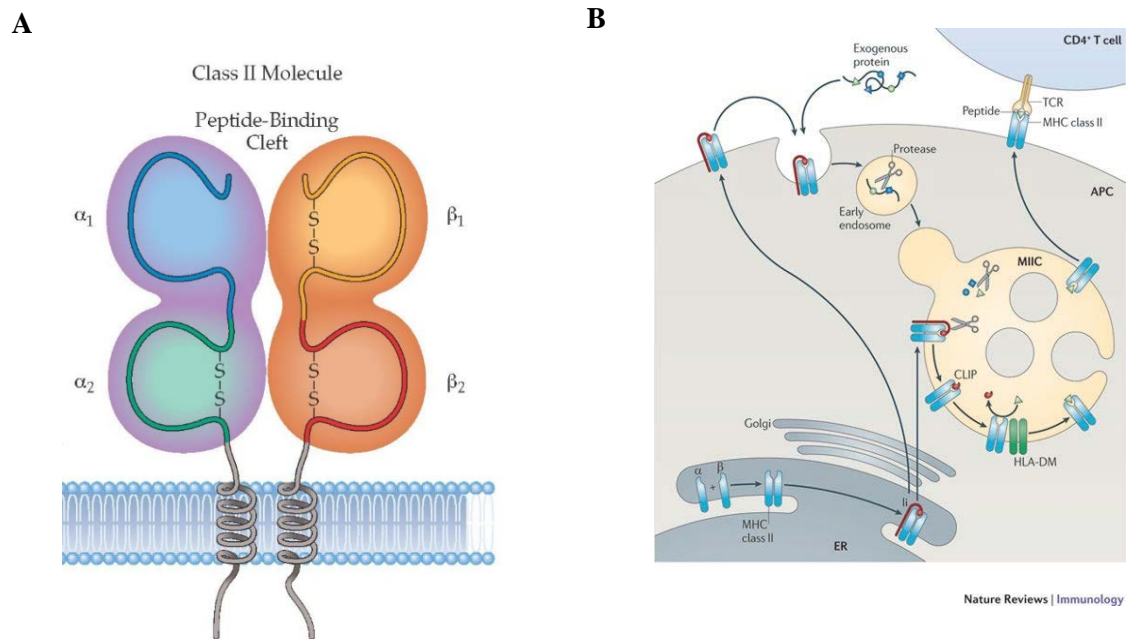 A
Class II Molecule
Peptide-Binding
Cleft
α1
β1
S
S
α2
β2
S
S
S
S
B
CD4+ T cell
Exogenous
protein
TCR
Peptide
MHC class II
Protease
APC
Early
endosome
MIIC
CLIP
Golgi
HLA-DM
α
β
+
Ii
MHC
class II
ER
Nature Reviews | Immunology